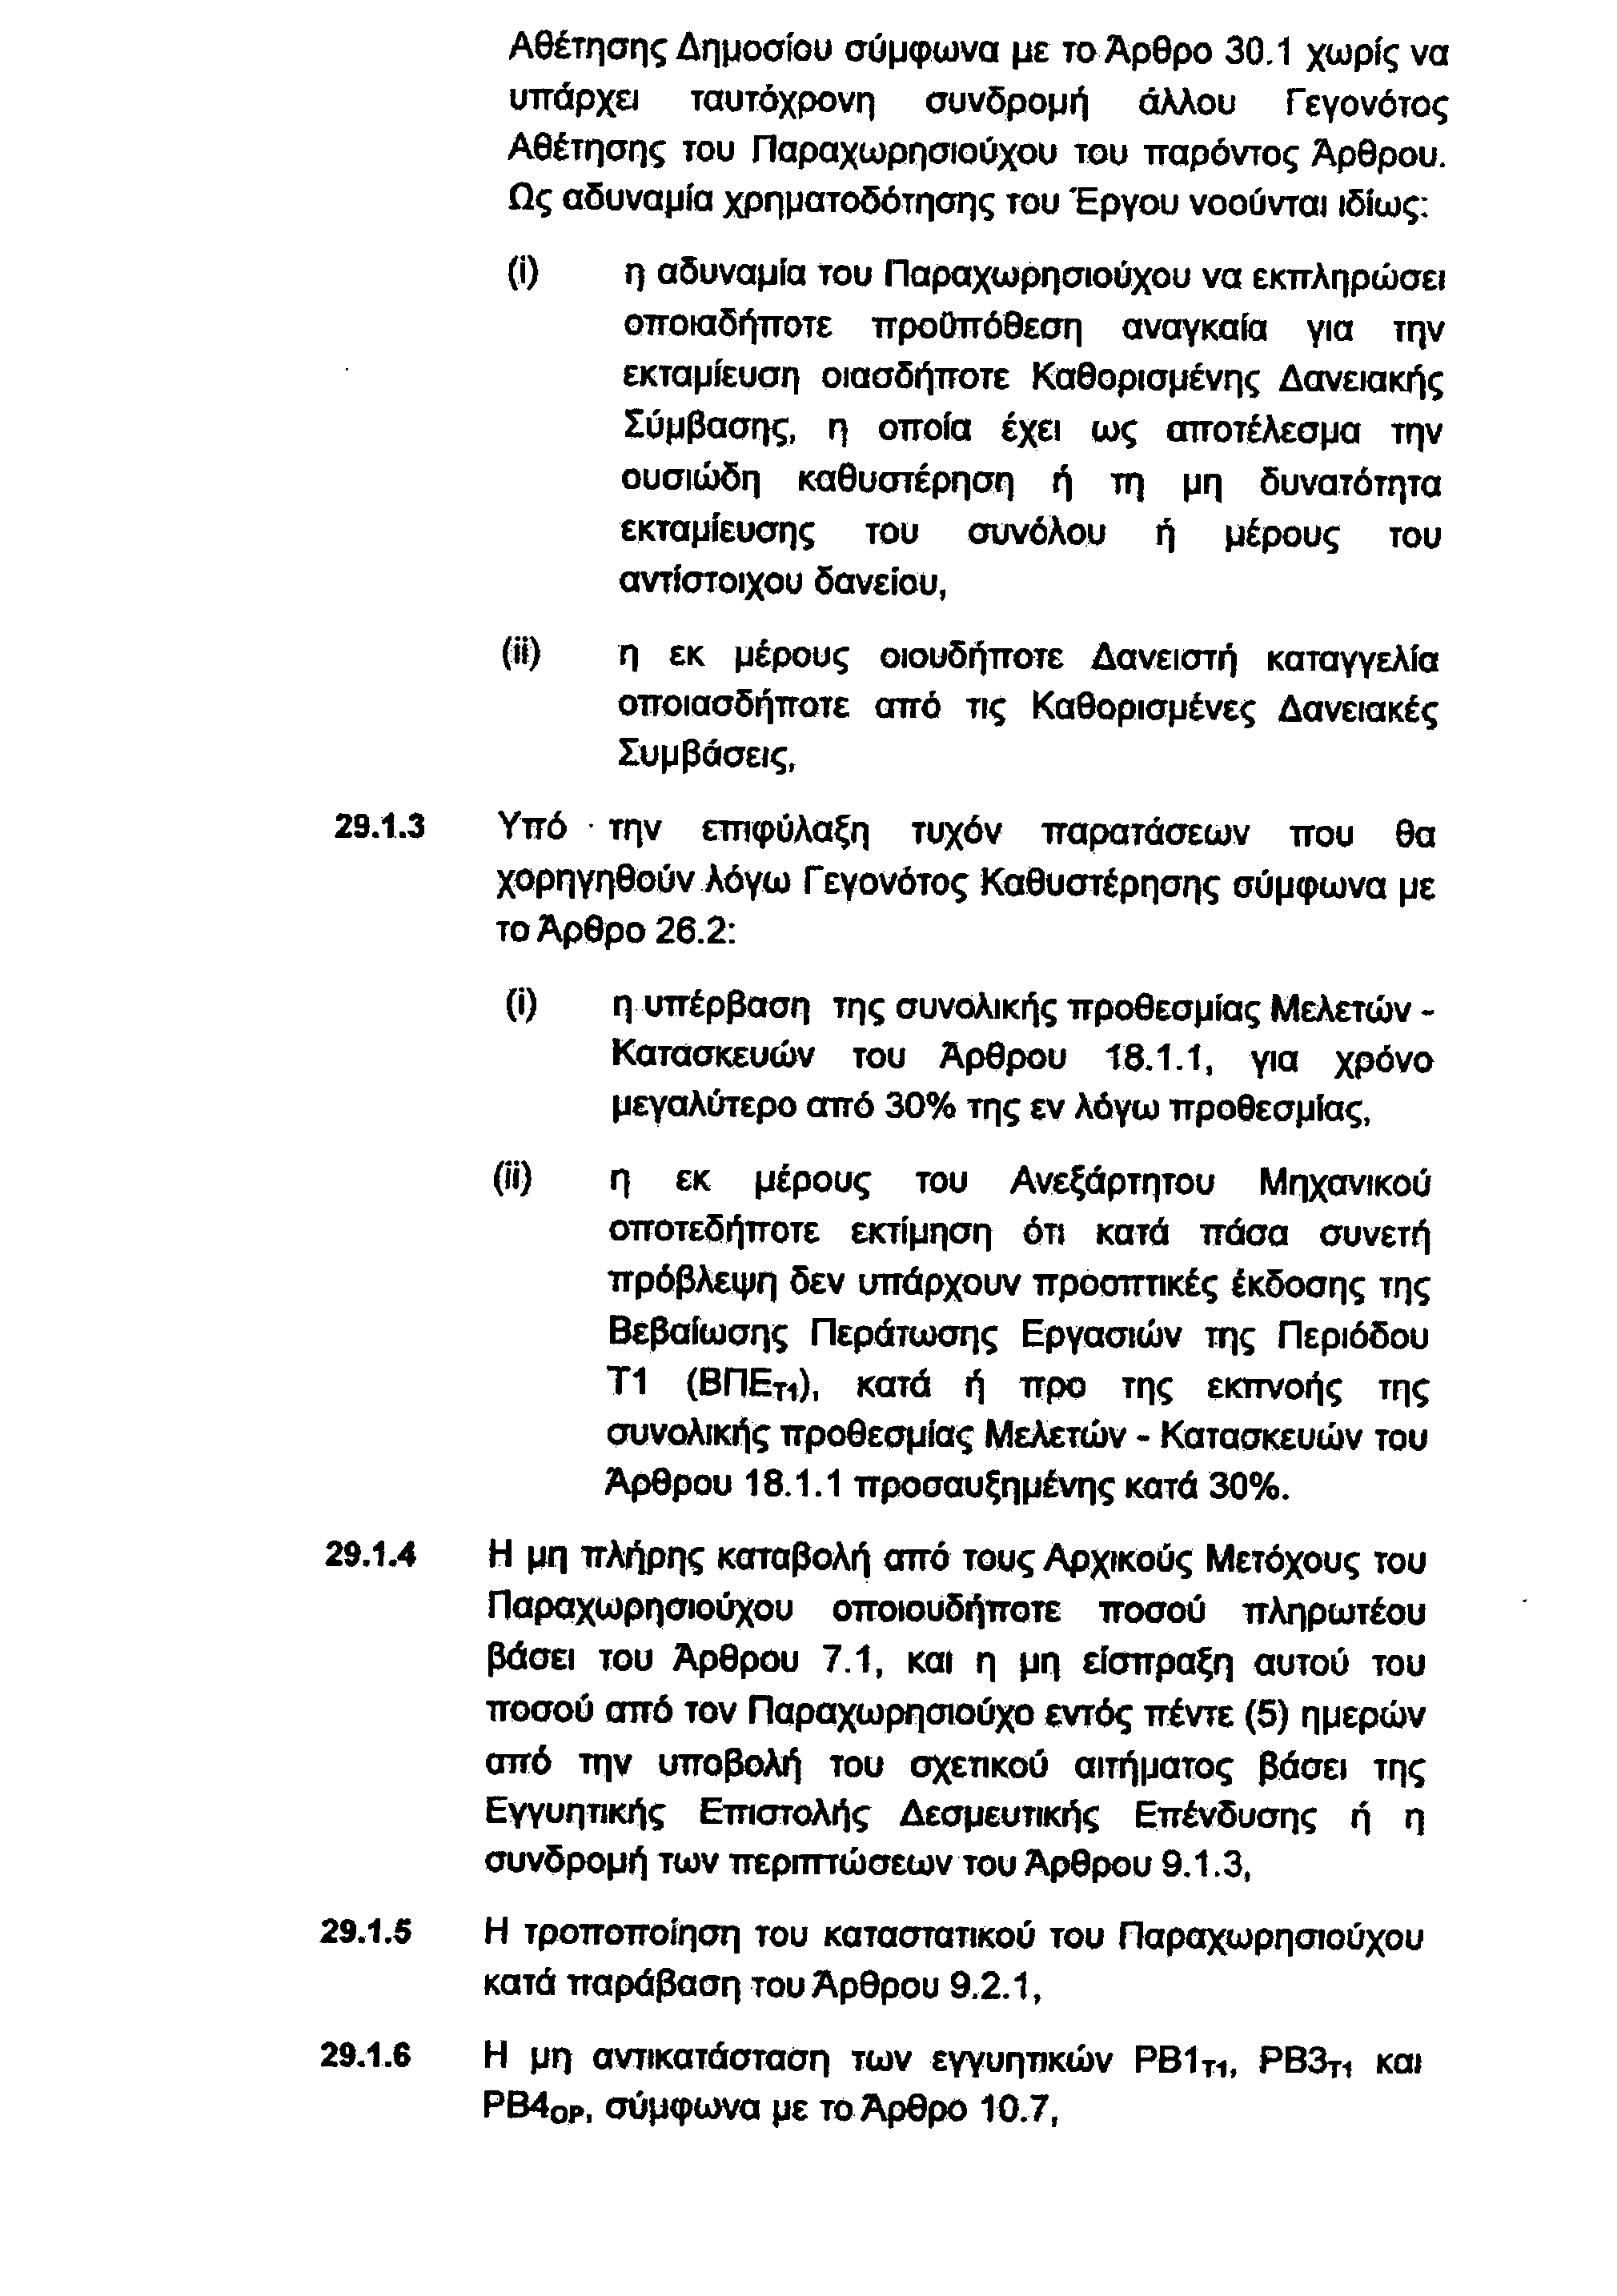 Αθέτησης Δημοσίου σύμφωνα με το Άρθρο 30.1 χωρίς να
υπάρχει ταυτόχρονη συνδρομή άλλου Γεγονότος
Αθέτησης του Παραχωρησιούχου του παρόντος Άρθρου.
Ως αδυναμία χρηματοδότησης του Έργου νοούνται ιδίως:
(i) η αδυναμία του Παραχωρησιούχου να εκπληρώσει
οποιαδήποτε προϋπόθεση αναγκαία για την
εκταμίευση οιασδήποτε Καθορισμένης Δανειακής
Σύμβασης, η οποία έχει ως αποτέλεσμα την
ουσιώδη καθυστέρηση ή τη μη δυνατότητα
εκταμίευσης του συνόλου ή μέρους του
αντίστοιχου δανείου,
(ii) η εκ μέρους οιουδήποτε Δανειστή καταγγελία
οποιασδήποτε από τις Καθορισμένες Δανειακές
Συμβάσεις,
29.1.3 Υπό την επιφύλαξη τυχόν παρατάσεων που θα
χορηγηθούν λόγω Γεγονότος Καθυστέρησης σύμφωνα με
το Άρθρο 26.2:
(i) η υπέρβαση της συνολικής προθεσμίας Μελετών -
Κατασκευών του Άρθρου 18.1.1, για χρόνο
μεγαλύτερο από 30% της εν λόγω προθεσμίας,
(ii) η εκ μέρους του Ανεξάρτητου Μηχανικού
οποτεδήποτε εκτίμηση ότι κατά πάσα συνετή
πρόβλεψη δεν υπάρχουν προοπτικές έκδοσης της
Βεβαίωσης Περάτωσης Εργασιών της Περιόδου
Τ1 (ΒΠΕΤ1), κατά ή προ της εκπνοής της
συνολικής προθεσμίας Μελετών - Κατασκευών του
Άρθρου 18.1.1 προσαυξημένης κατά 30%.
29.1.4 Η μη πλήρης καταβολή από τους Αρχικούς Μετόχους του
Παραχωρησιούχου οποιουδήποτε ποσού πληρωτέου
βάσει του Άρθρου 7.1, και η μη είσπραξη αυτού του
ποσού από τον Παραχωρησιούχο εντός πέντε (5) ημερών
από την υποβολή του σχετικού αιτήματος βάσει της
Εγγυητικής Επιστολής Δεσμευτικής Επένδυσης ή η
συνδρομή των περιπτώσεων του Άρθρου 9.1.3,
29.1.5 Η τροποποίηση του καταστατικού του Παραχωρησιούχου
κατά παράβαση του Άρθρου 9.2.1,
29.1.6 Η μη αντικατάσταση των εγγυητικών PB1T1, PB3T1 και
PB4OP, σύμφωνα με το Άρθρο 10.7,